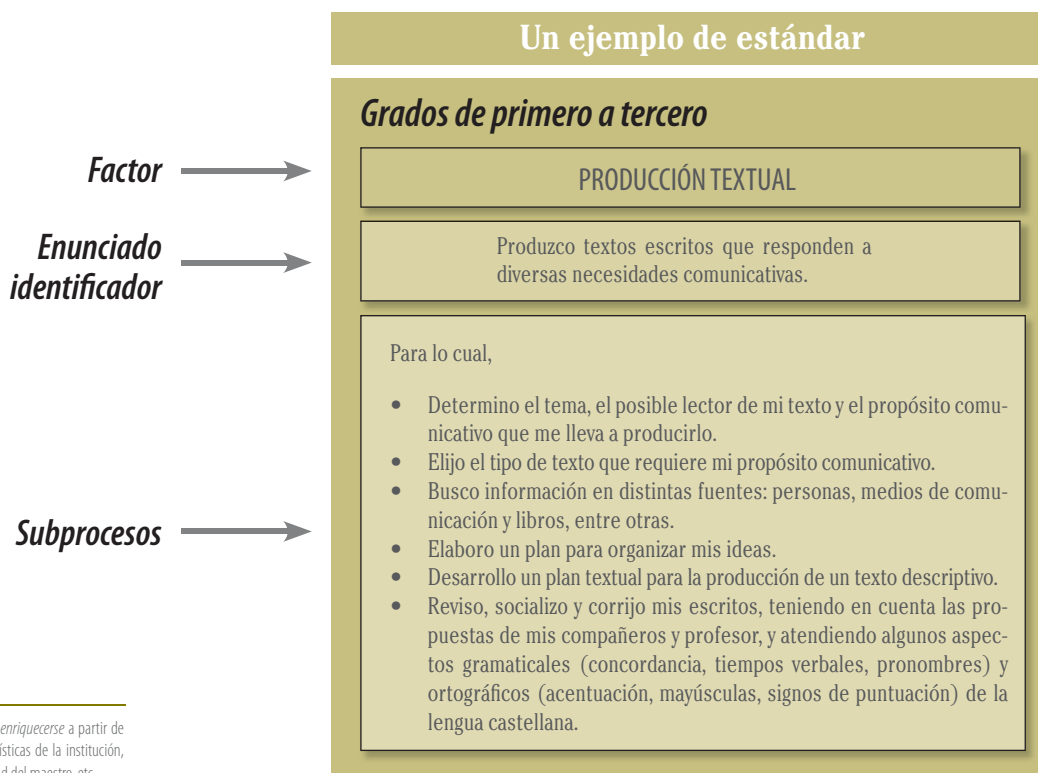 Un ejemplo de estándar
Grados de primero a tercero
Factor
PRODUCCIÓN TEXTUAL
Enunciado
identificador
Produzco textos escritos que responden a
diversas necesidades comunicativas.
Para lo cual,
• Determino el tema, el posible lector de mi texto y el propósito comu-
nicativo que me lleva a producirlo.
• Elijo el tipo de texto que requiere mi propósito comunicativo.
• Busco información en distintas fuentes: personas, medios de comu-
nicación y libros, entre otras.
• Elaboro un plan para organizar mis ideas.
• Desarrollo un plan textual para la producción de un texto descriptivo.
• Reviso, socializo y corrijo mis escritos, teniendo en cuenta las pro-
puestas de mis compañeros y profesor, y atendiendo algunos aspec-
tos gramaticales (concordancia, tiempos verbales, pronombres) y
ortográficos (acentuación, mayúsculas, signos de puntuación) de la
lengua castellana.
Subprocesos
enriquecerse a partir de
ísticas de la institución,
d del maestro, etc.